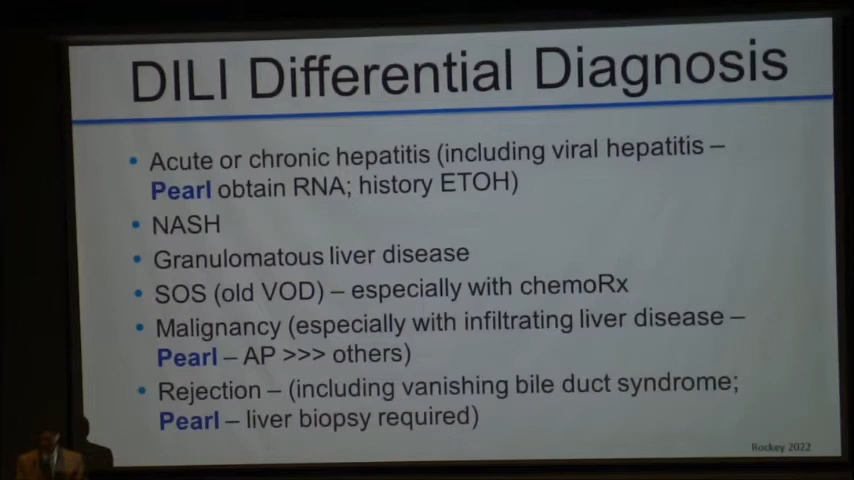 DILI Differential Diagnosis
• Acute or chronic hepatitis (including viral hepatitis –
Pearl obtain RNA; history ETOH)
• NASH
• Granulomatous liver disease
• SOS (old VOD) – especially with chemoRx
• Malignancy (especially with infiltrating liver disease –
Pearl – AP >>> others)
• Rejection – (including vanishing bile duct syndrome;
Pearl – liver biopsy required)
Rockey 2022